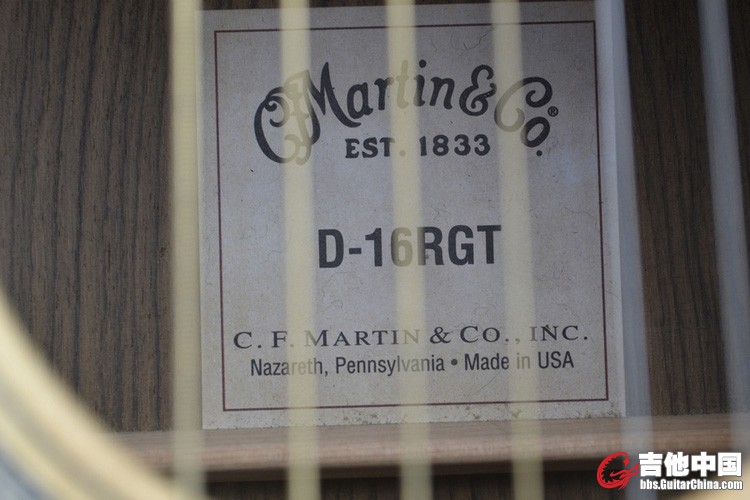 CFMartin & Co.®
EST. 1833
D-16RGT
C. F. MARTIN & CO., INC.
Nazareth, Pennsylvania • Made in USA
吉他中国
bbs.GuitarChina.com